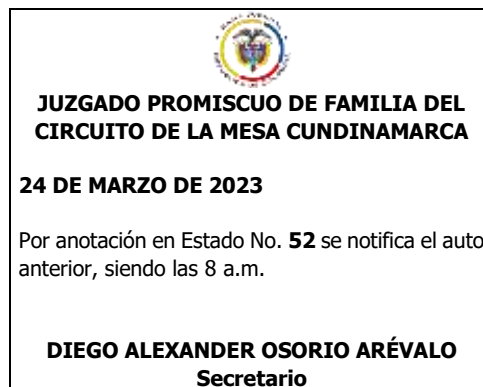 JUZGADO PROMISCUO DE FAMILIA DEL
CIRCUITO DE LA MESA CUNDINAMARCA
24 DE MARZO DE 2023
Por anotación en Estado No. 52 se notifica el auto
anterior, siendo las 8 a.m.
DIEGO ALEXANDER OSORIO ARÉVALO
Secretario